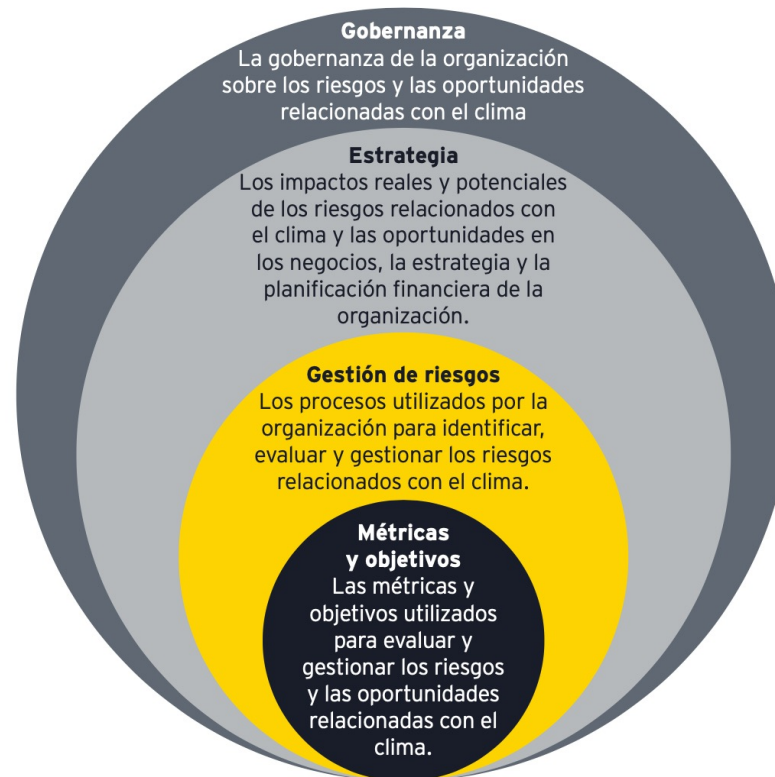 Gobernanza
La gobernanza de la organización
sobre los riesgos y las oportunidades
relacionadas con el clima
Estrategia
Los impactos reales y potenciales
de los riesgos relacionados con
el clima y las oportunidades en
los negocios, la estrategia y la
planificación financiera de la
organización.
Gestión de riesgos
Los procesos utilizados por la
organización para identificar,
evaluar y gestionar los riesgos
relacionados con el clima.
Métricas
y objetivos
Las métricas y
objetivos utilizados
para evaluar y
gestionar los riesgos
y las oportunidades
relacionadas con el
clima.